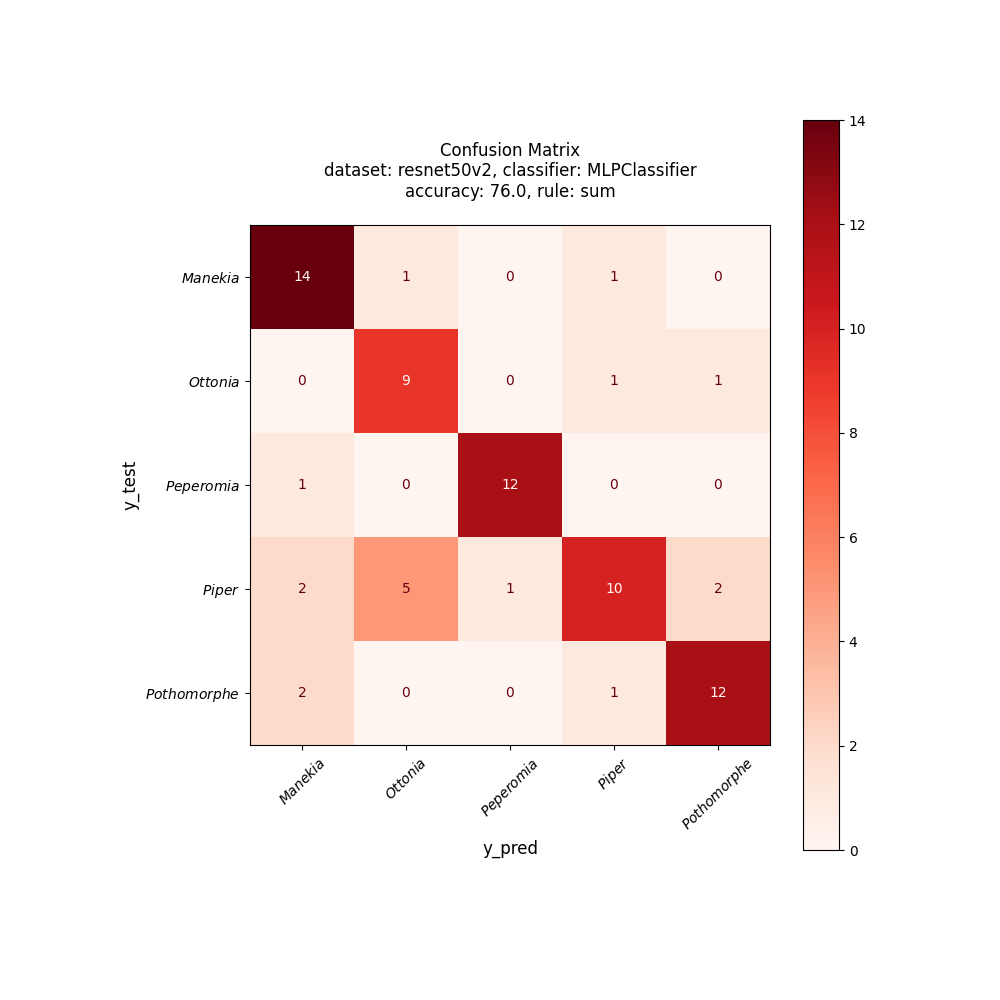 Confusion Matrix
dataset: resnet50v2, classifier: MLPClassifier
accuracy: 76.0, rule: sum
Manekia 14 1 0 1 0
Ottonia 0 9 0 1 1
Peperomia 1 0 12 0 0
Piper 2 5 1 10 2
Pothomorphe 2 0 0 1 12
y_test
Manekia Ottonia Peperomia Piper Pothomorphe
y_pred
14
12
10
8
6
4
2
0